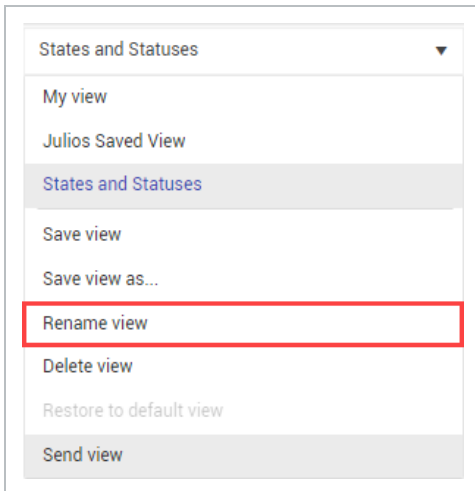 States and Statuses
My view
Julios Saved View
States and Statuses
Save view
Save view as...
Rename view
Delete view
Restore to default view
Send view